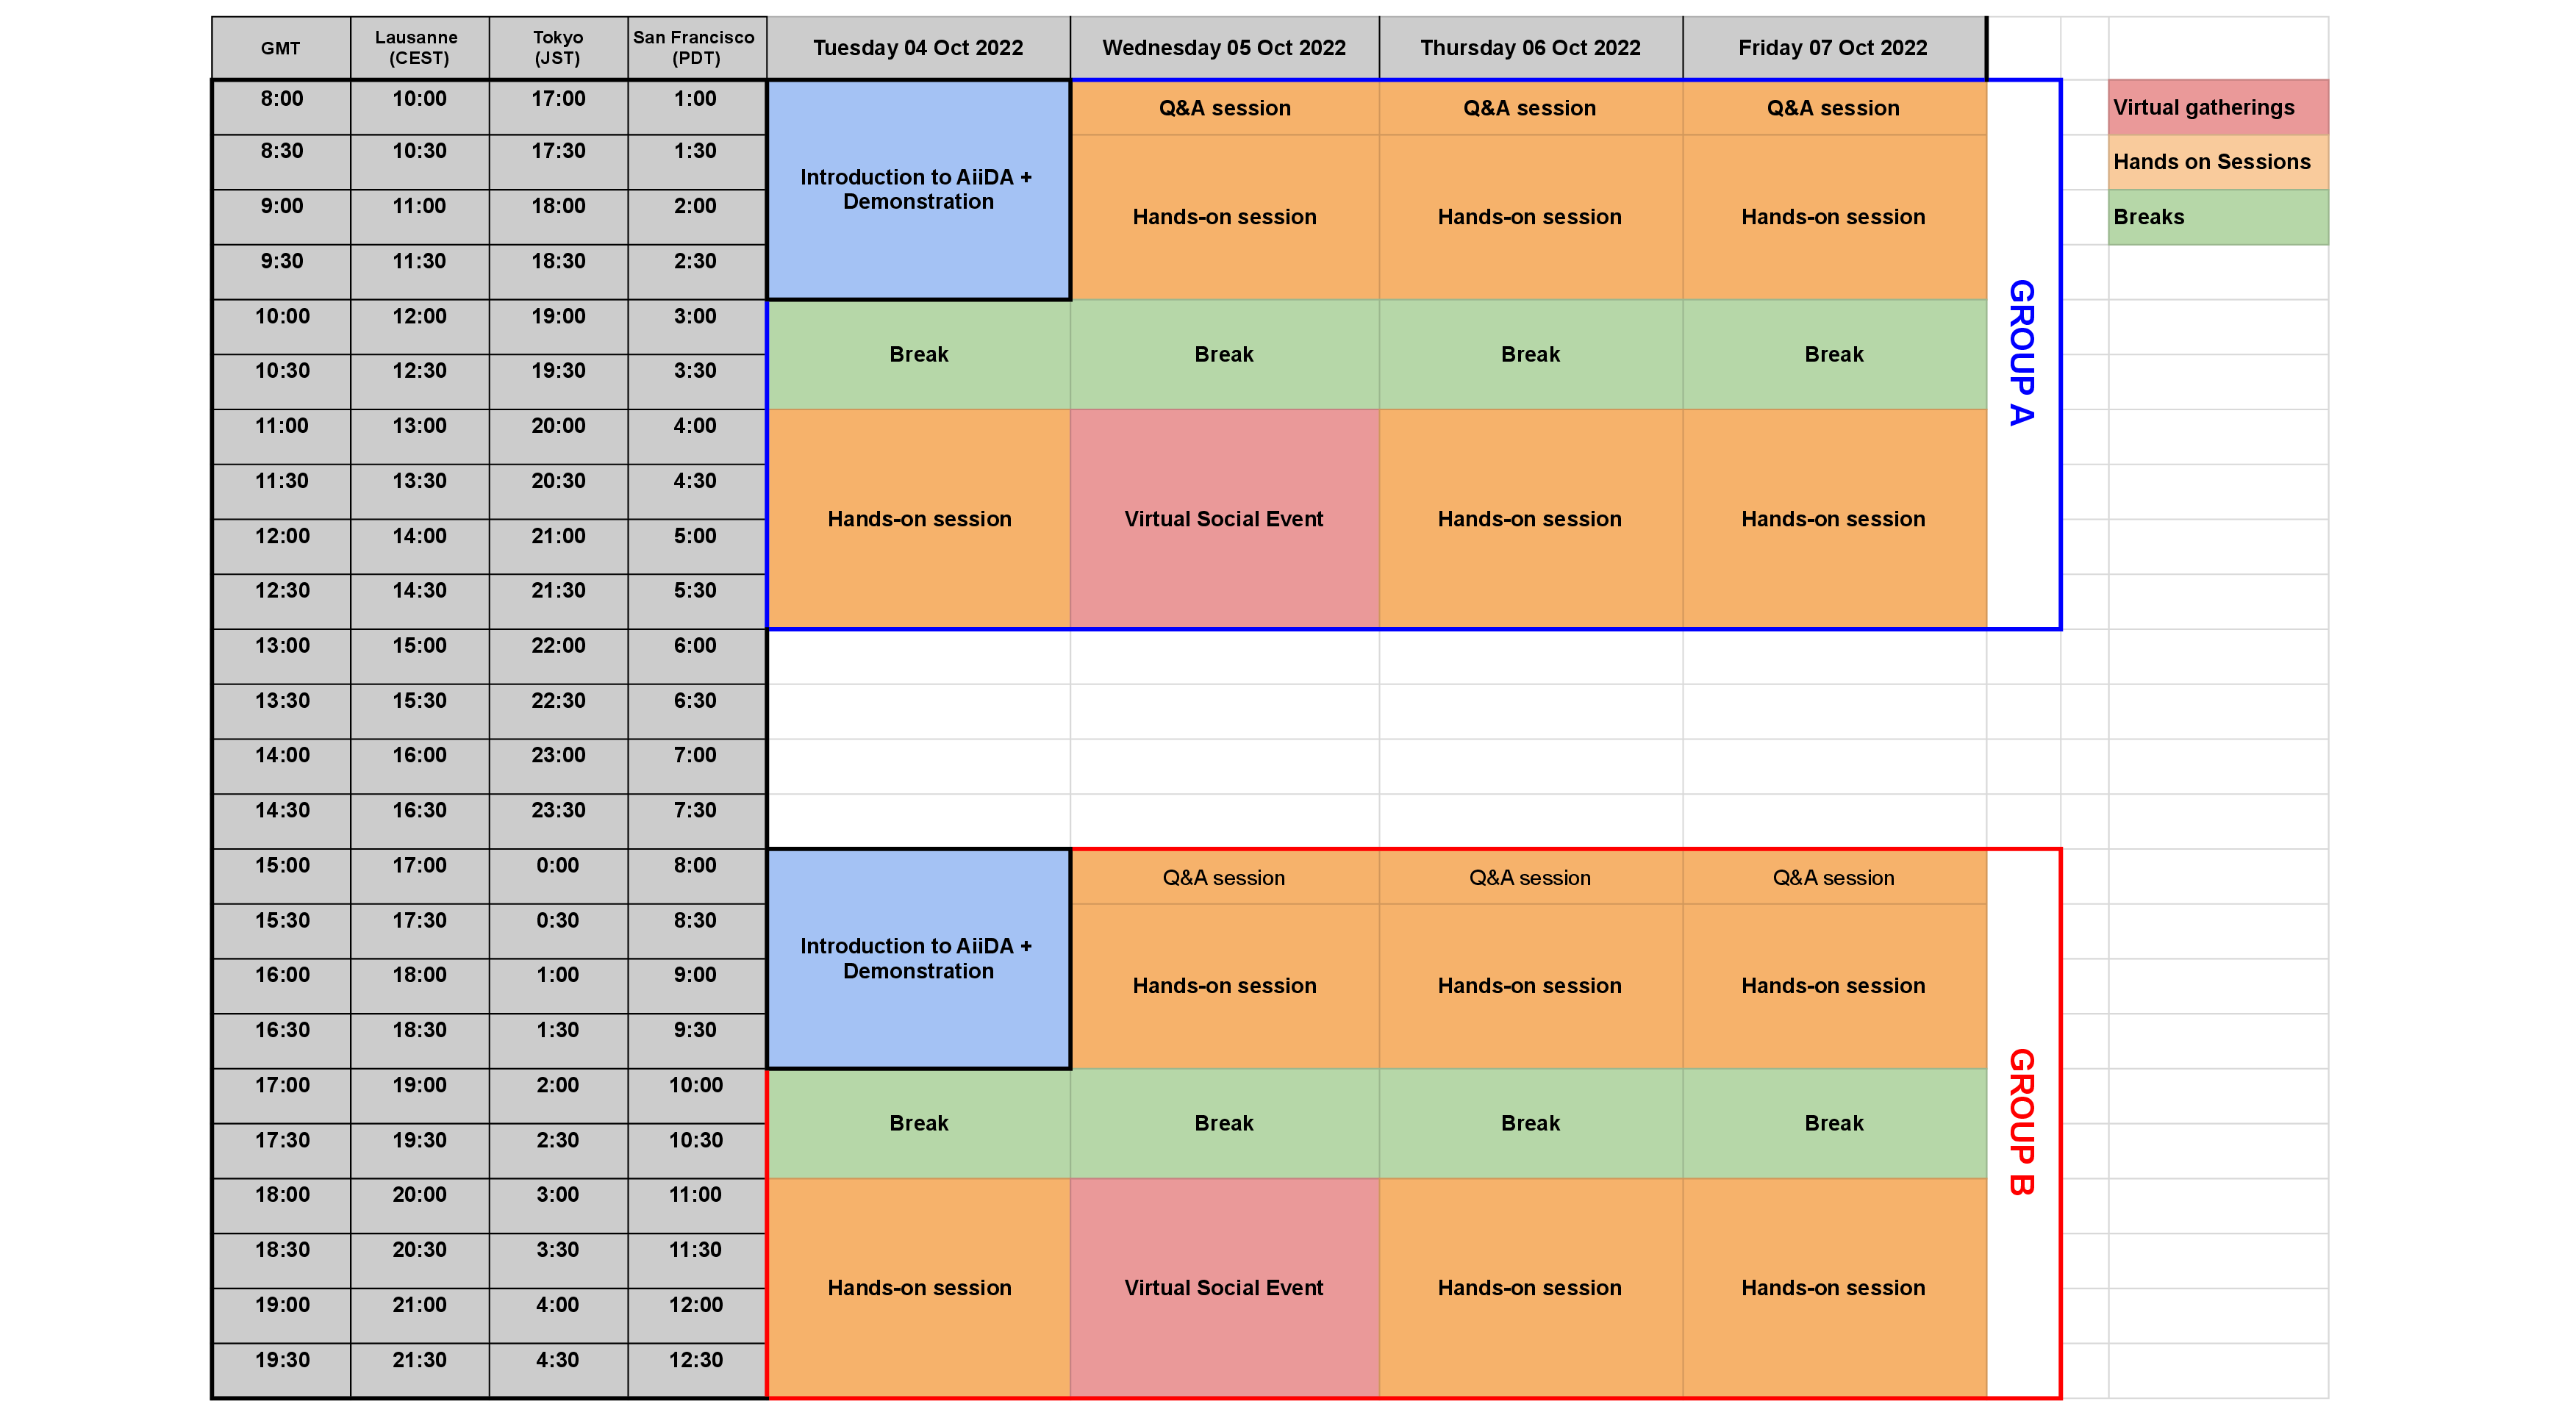 GMT Lausanne (CEST) Tokyo (JST) San Francisco (PDT) Tuesday 04 Oct 2022 Wednesday 05 Oct 2022 Thursday 06 Oct 2022 Friday 07 Oct 2022
8:00 10:00 17:00 1:00 Q&A session Q&A session Q&A session Virtual gatherings
8:30 10:30 17:30 1:30 Hands on Sessions
Introduction to AiiDA +
Demonstration
9:00 11:00 18:00 2:00 Hands-on session Hands-on session Hands-on session Breaks
9:30 11:30 18:30 2:30
GROUP A
10:00 12:00 19:00 3:00
Break Break Break Break
10:30 12:30 19:30 3:30
11:00 13:00 20:00 4:00
11:30 13:30 20:30 4:30
Hands-on session Virtual Social Event Hands-on session Hands-on session
12:00 14:00 21:00 5:00
12:30 14:30 21:30 5:30
13:00 15:00 22:00 6:00
13:30 15:30 22:30 6:30
14:00 16:00 23:00 7:00
14:30 16:30 23:30 7:30
15:00 17:00 0:00 8:00 Q&A session Q&A session Q&A session
15:30 17:30 0:30 8:30
Introduction to AiiDA +
Demonstration
16:00 18:00 1:00 9:00 Hands-on session Hands-on session Hands-on session
16:30 18:30 1:30 9:30
GROUP B
17:00 19:00 2:00 10:00
Break Break Break Break
17:30 19:30 2:30 10:30
18:00 20:00 3:00 11:00
18:30 20:30 3:30 11:30
Hands-on session Virtual Social Event Hands-on session Hands-on session
19:00 21:00 4:00 12:00
19:30 21:30 4:30 12:30